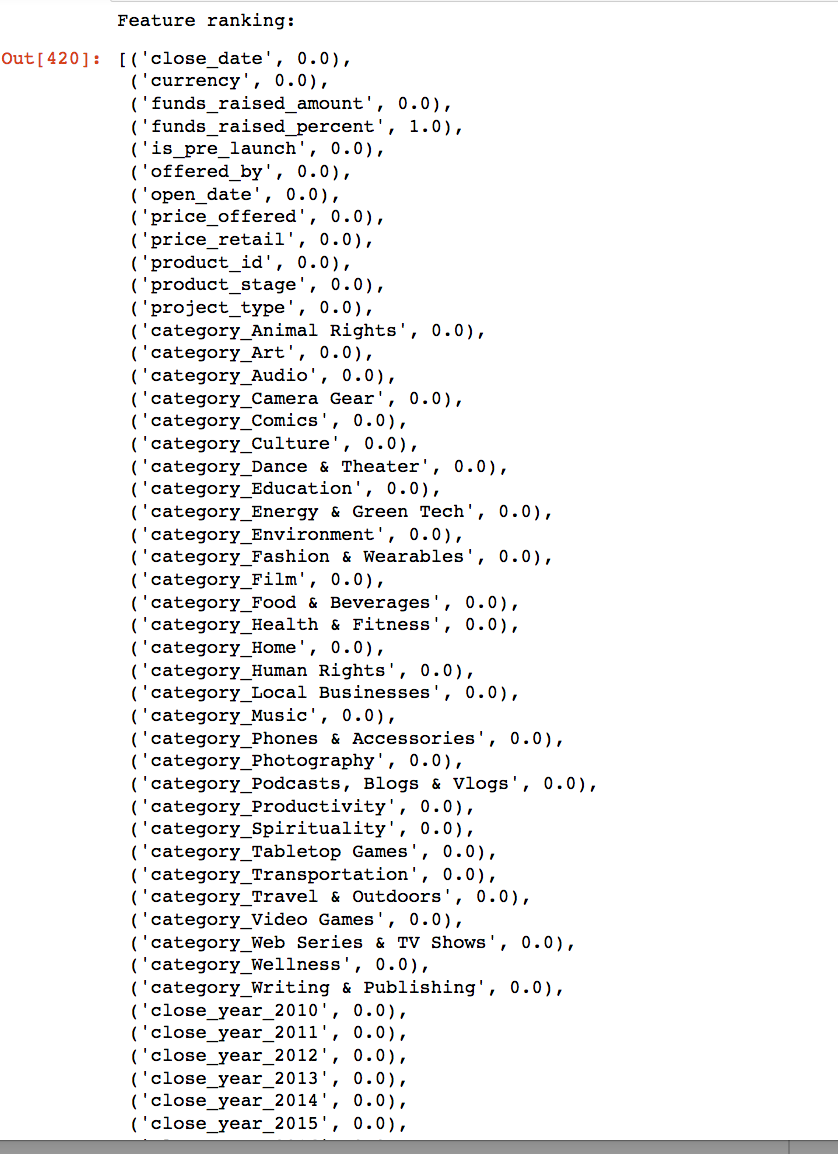 Feature ranking:
Out[420]: [('close_date', 0.0),
('currency', 0.0),
('funds_raised_amount', 0.0),
('funds_raised_percent', 1.0),
('is_pre_launch', 0.0),
('offered_by', 0.0),
('open_date', 0.0),
('price_offered', 0.0),
('price_retail', 0.0),
('product_id', 0.0),
('product_stage', 0.0),
('project_type', 0.0),
('category_Animal Rights', 0.0),
('category_Art', 0.0),
('category_Audio', 0.0),
('category_Camera Gear', 0.0),
('category_Comics', 0.0),
('category_Culture', 0.0),
('category_Dance & Theater', 0.0),
('category_Education', 0.0),
('category_Energy & Green Tech', 0.0),
('category_Environment', 0.0),
('category_Fashion & Wearables', 0.0),
('category_Film', 0.0),
('category_Food & Beverages', 0.0),
('category_Health & Fitness', 0.0),
('category_Home', 0.0),
('category_Human Rights', 0.0),
('category_Local Businesses', 0.0),
('category_Music', 0.0),
('category_Phones & Accessories', 0.0),
('category_Photography', 0.0),
('category_Podcasts, Blogs & Vlogs', 0.0),
('category_Productivity', 0.0),
('category_Spirituality', 0.0),
('category_Tabletop Games', 0.0),
('category_Transportation', 0.0),
('category_Travel & Outdoors', 0.0),
('category_Video Games', 0.0),
('category_Web Series & TV Shows', 0.0),
('category_Wellness', 0.0),
('category_Writing & Publishing', 0.0),
('close_year_2010', 0.0),
('close_year_2011', 0.0),
('close_year_2012', 0.0),
('close_year_2013', 0.0),
('close_year_2014', 0.0),
('close_year_2015', 0.0),